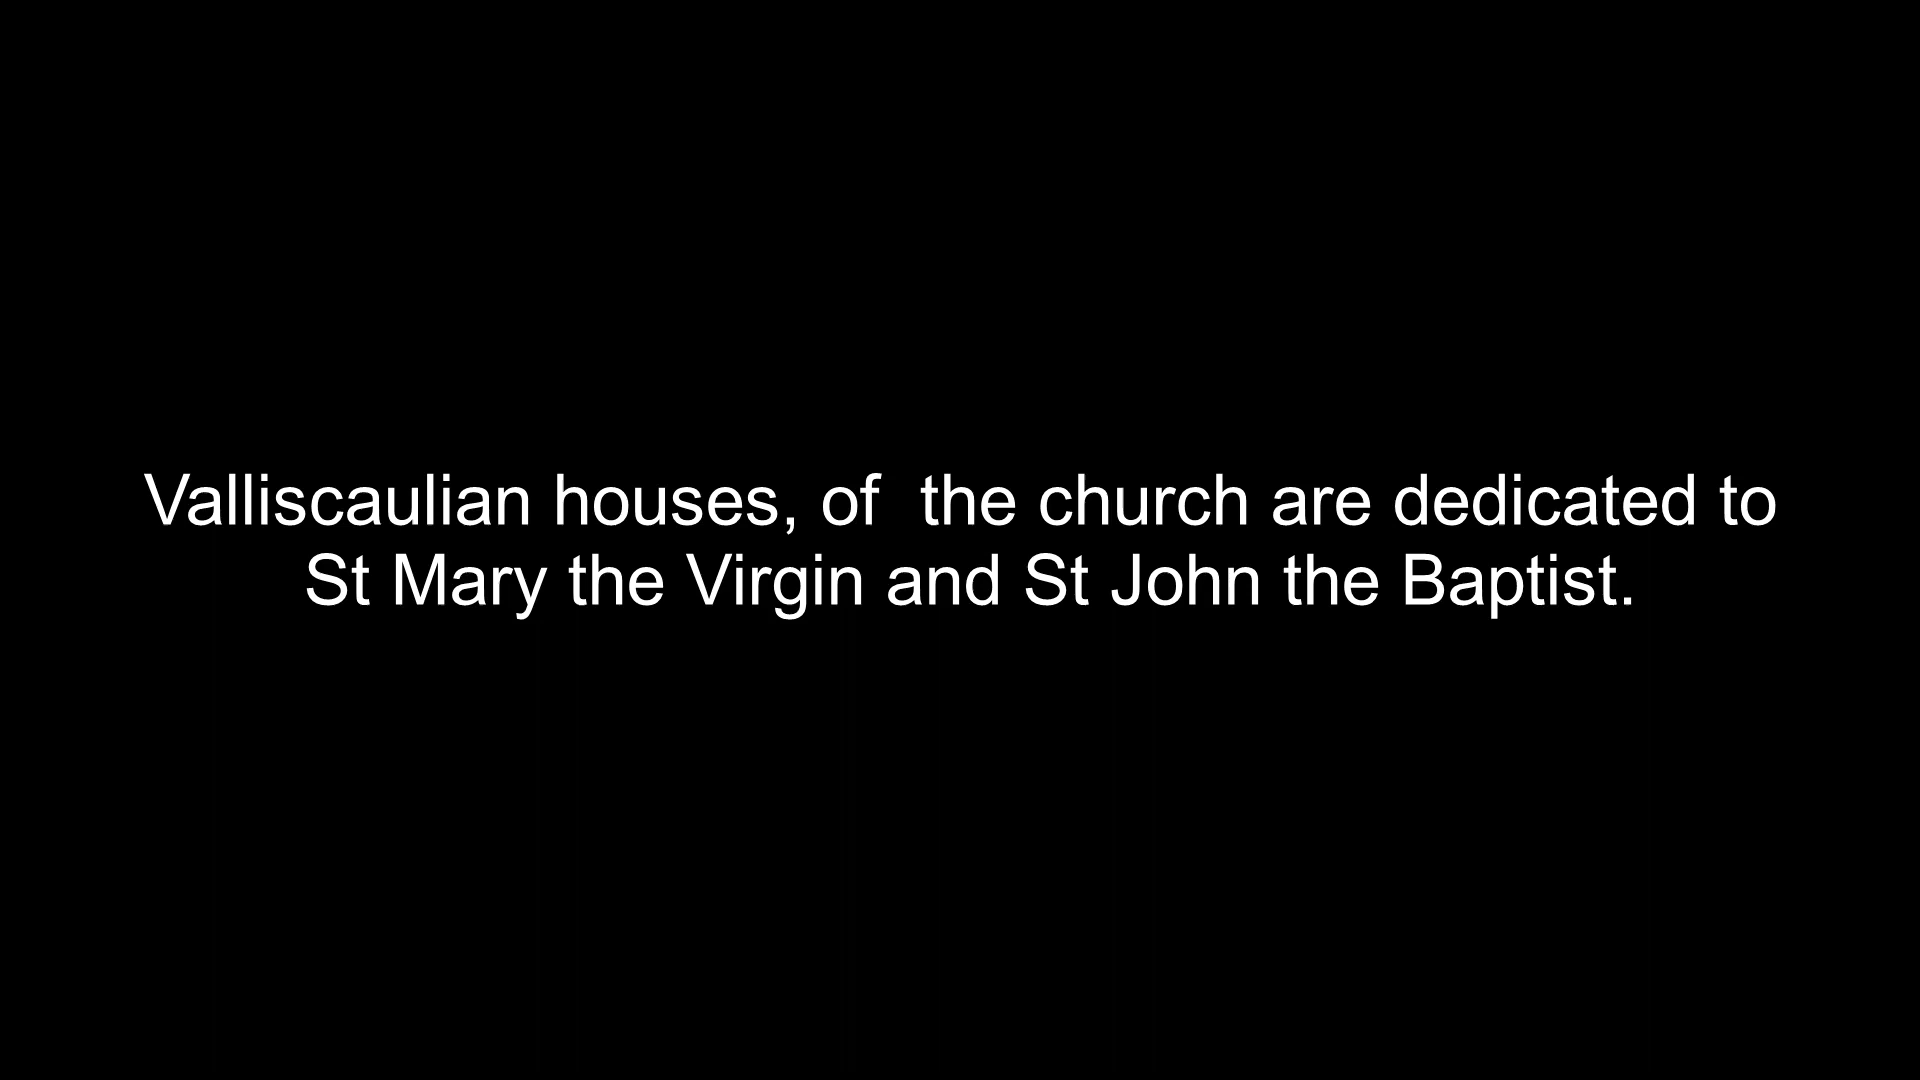 Valliscaulian houses, of  the church are dedicated to
St Mary the Virgin and St John the Baptist.